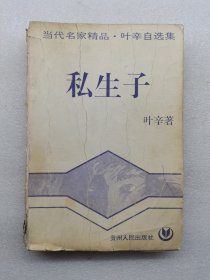 当代名家精品·叶辛自选集
私生子
叶辛著
贵州人民出版社